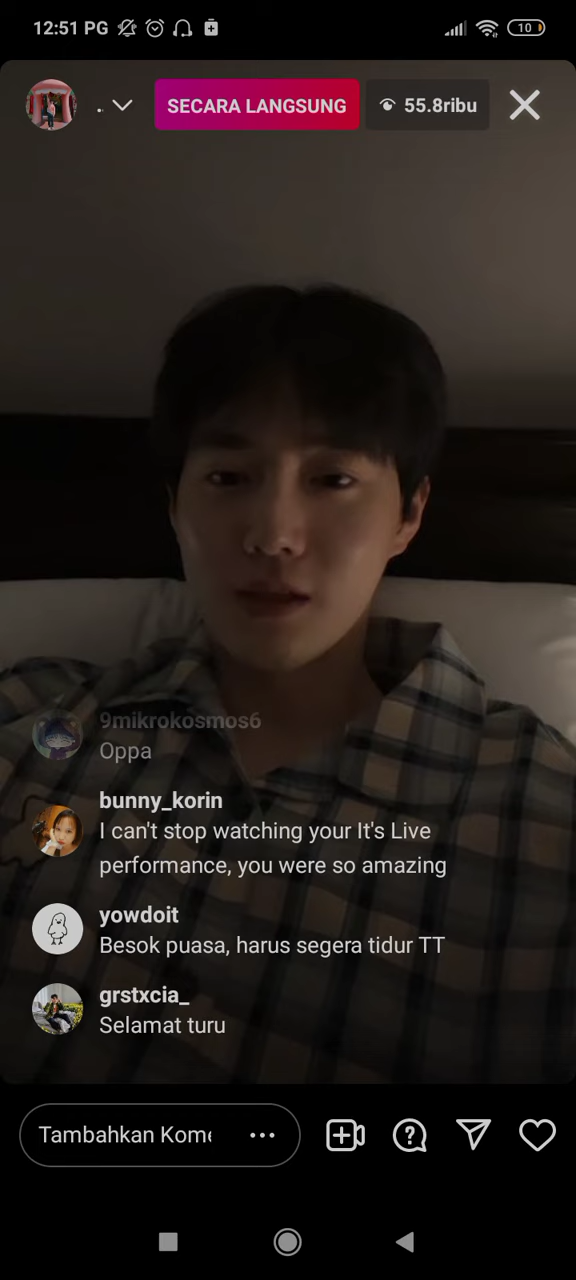 12:51 PG
10
.
SECARA LANGSUNG
55.8ribu
9mikrokosmos6
Oppa
bunny_korin
I can't stop watching your It's Live
performance, you were so amazing
yowdoit
Besok puasa, harus segera tidur TT
grstxcia_
Selamat turu
Tambahkan Kome